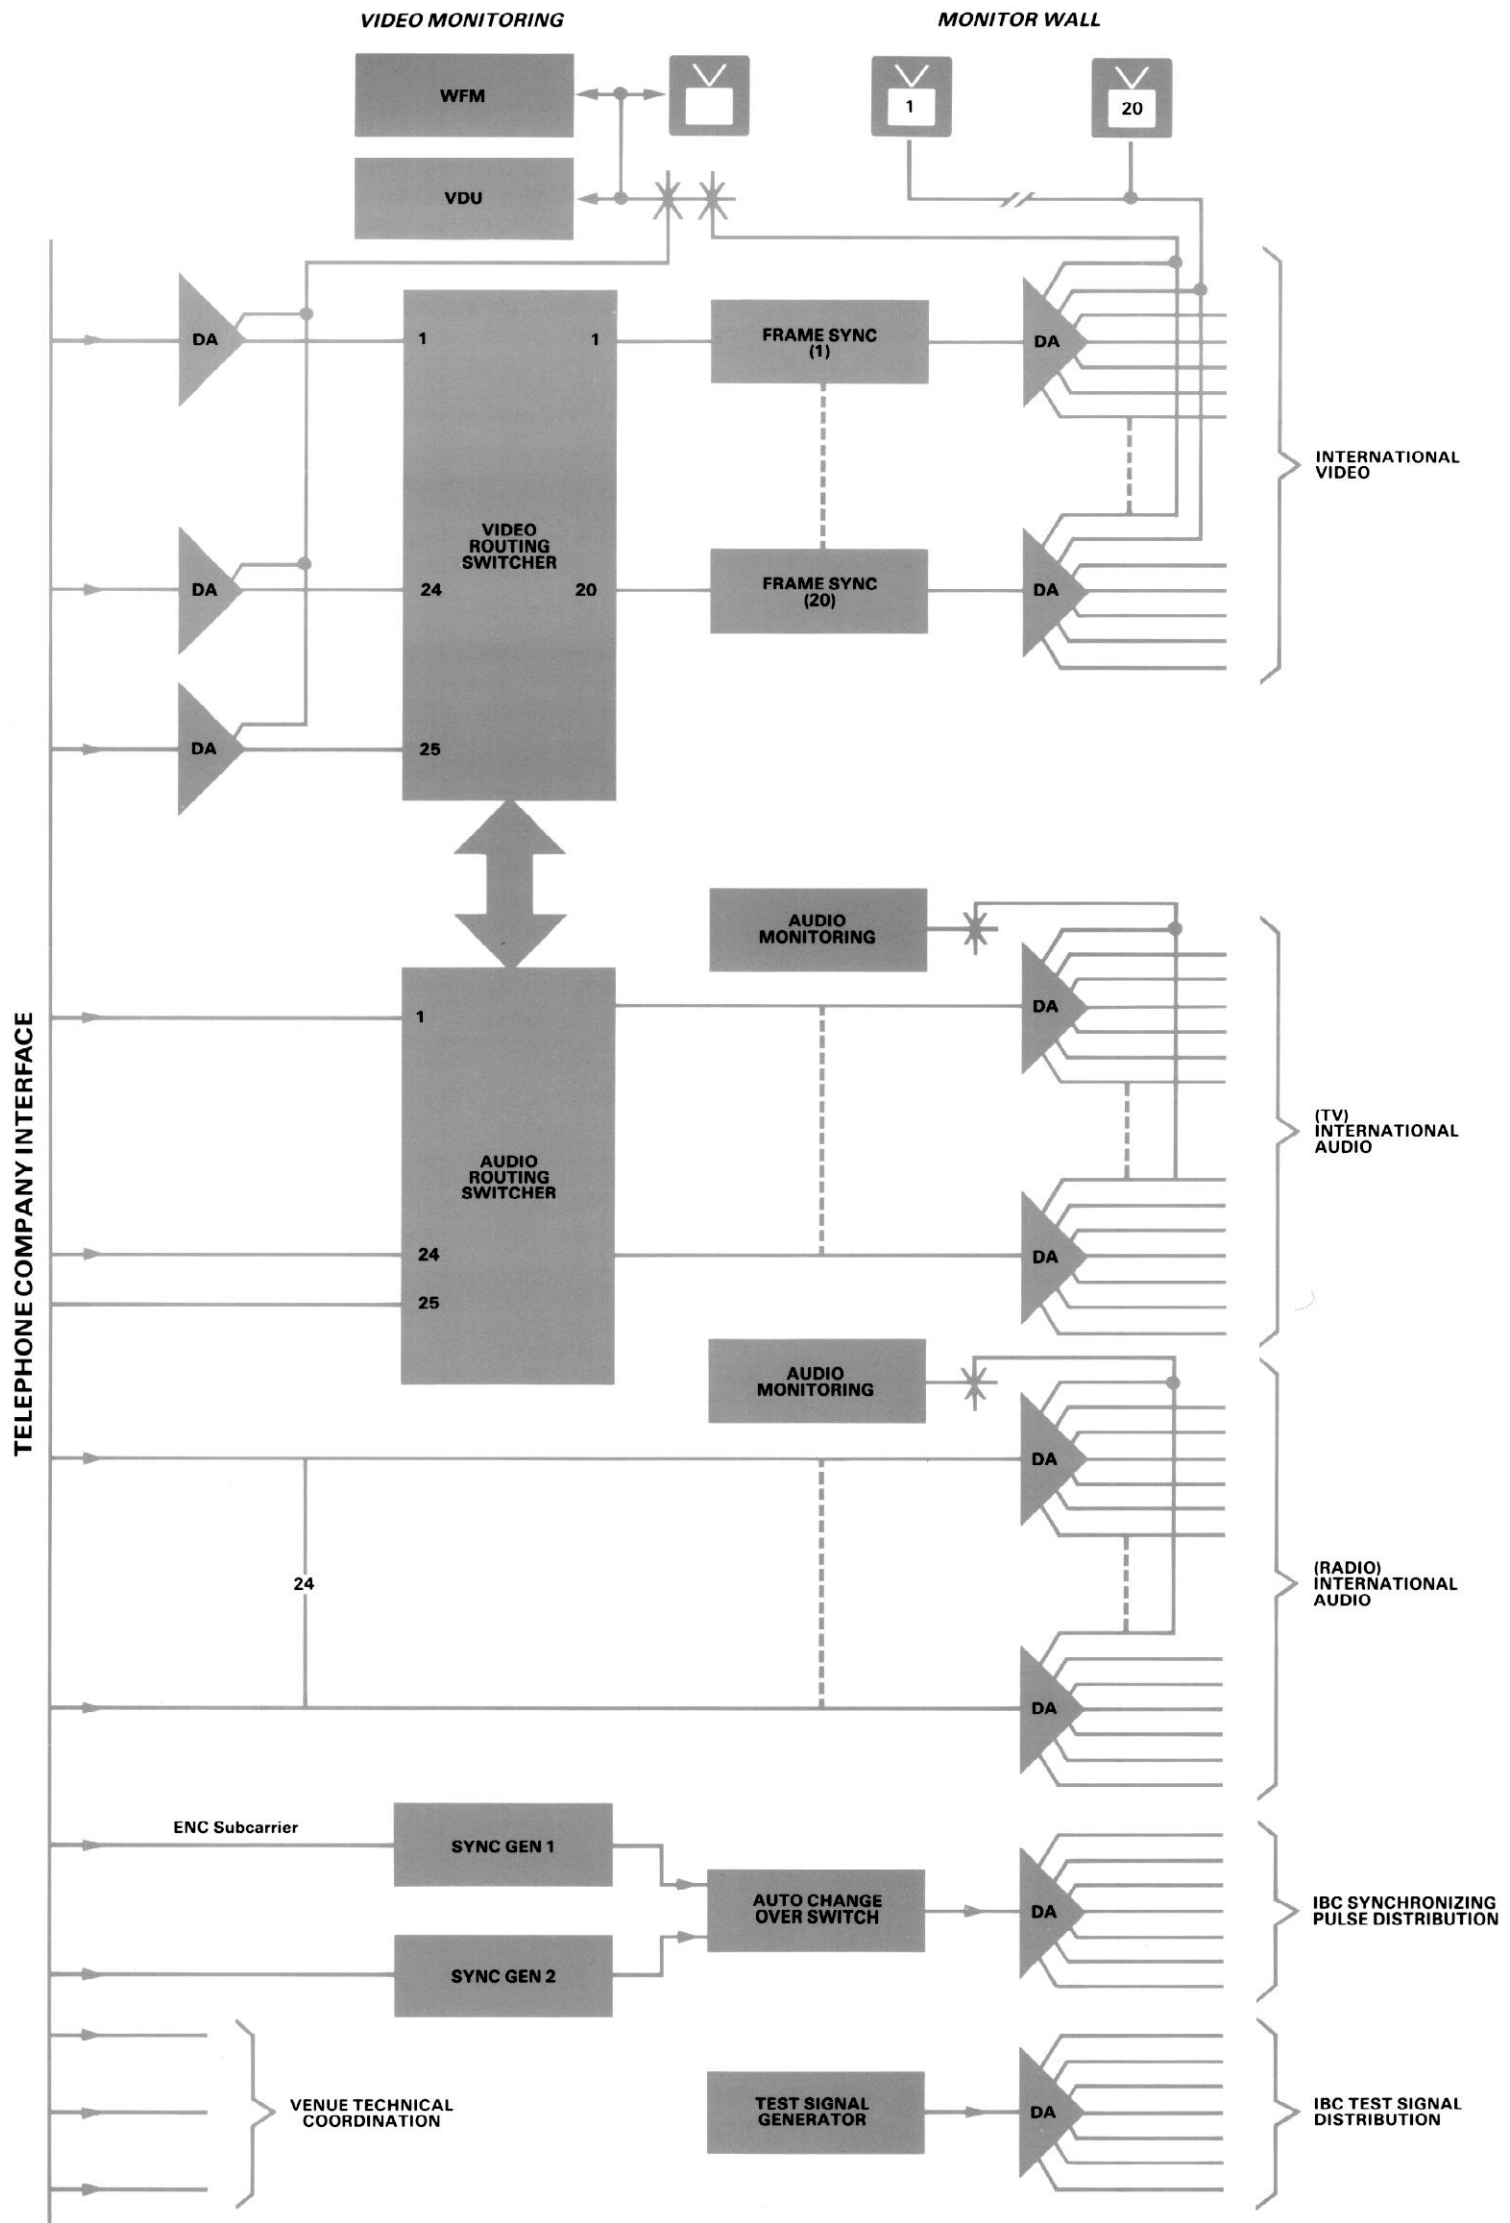 VIDEO MONITORING
MONITOR WALL
WFM
1
20
VDU
DA
1
1
FRAME SYNC
(1)
DA
INTERNATIONAL
VIDEO
VIDEO
ROUTING
SWITCHER
DA
24
20
FRAME SYNC
(20)
DA
DA
25
AUDIO
MONITORING
TELEPHONE COMPANY INTERFACE
1
DA
(TV)
INTERNATIONAL
AUDIO
AUDIO
ROUTING
SWITCHER
24
DA
25
AUDIO
MONITORING
DA
24
(RADIO)
INTERNATIONAL
AUDIO
DA
ENC Subcarrier
SYNC GEN 1
AUTO CHANGE
OVER SWITCH
DA
IBC SYNCHRONIZING
PULSE DISTRIBUTION
SYNC GEN 2
VENUE TECHNICAL
COORDINATION
TEST SIGNAL
GENERATOR
DA
IBC TEST SIGNAL
DISTRIBUTION